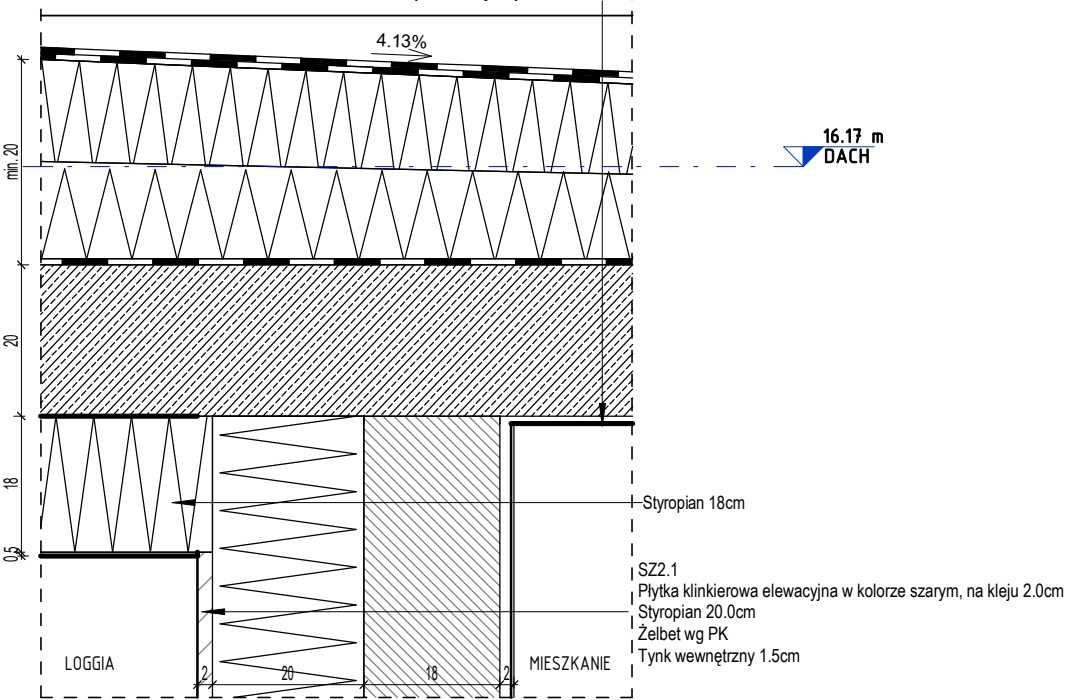 4.13%
16.17 m
DACH
min. 20
20
18
0.5
Styropian 18cm
SZ2.1
Płytka klinkierowa elewacyjna w kolorze szarym, na kleju 2.0cm
Styropian 20.0cm
Żelbet wg PK
Tynk wewnętrzny 1.5cm
LOGGIA
2
20
18
2
MIESZKANIE